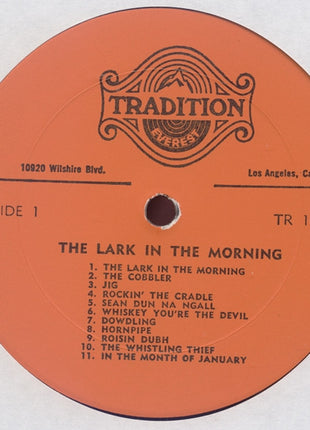 TRADITION
EVEREST
10920 Wilshire Blvd.
Los Angeles, Ca
IDE 1
TR 1
THE LARK IN THE MORNING
1. THE LARK IN THE MORNING
2. THE COBBLER
3. JIG
4. ROCKIN' THE CRADLE
5. SEAN DUN NA NGALL
6. WHISKEY YOU'RE THE DEVIL
7. DOWDLING
8. HORNPIPE
9. ROISIN DUBH
10. THE WHISTLING THIEF
11. IN THE MONTH OF JANUARY